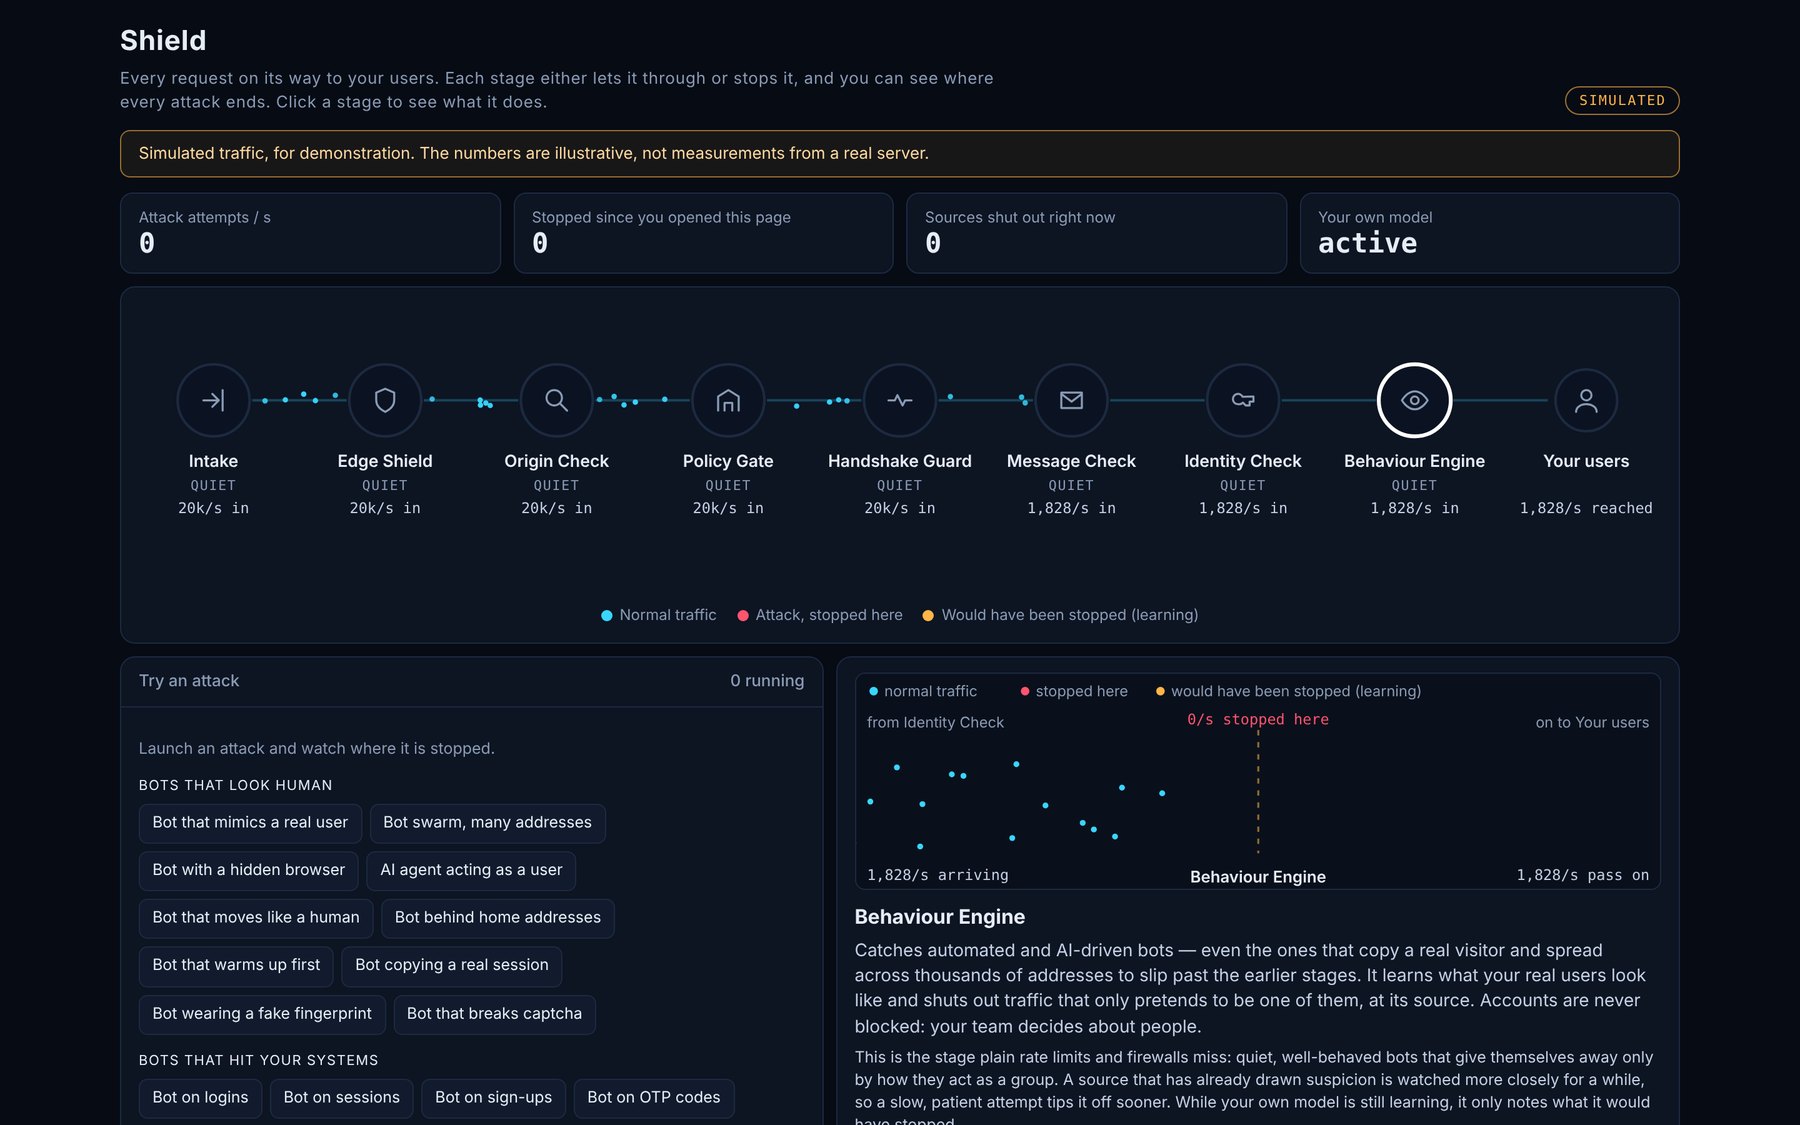 Shield
Every request on its way to your users. Each stage either lets it through or stops it, and you can see where
every attack ends. Click a stage to see what it does.
SIMULATED
Simulated traffic, for demonstration. The numbers are illustrative, not measurements from a real server.
Attack attempts / s
0
Stopped since you opened this page
0
Sources shut out right now
0
Your own model
active
Intake
QUIET
20k/s in
Edge Shield
QUIET
20k/s in
Origin Check
QUIET
20k/s in
Policy Gate
QUIET
20k/s in
Handshake Guard
QUIET
20k/s in
Message Check
QUIET
1,828/s in
Identity Check
QUIET
1,828/s in
Behaviour Engine
QUIET
1,828/s in
Your users
1,828/s reached
Normal traffic
Attack, stopped here
Would have been stopped (learning)
Try an attack
0 running
Launch an attack and watch where it is stopped.
BOTS THAT LOOK HUMAN
Bot that mimics a real user
Bot swarm, many addresses
Bot with a hidden browser
AI agent acting as a user
Bot that moves like a human
Bot behind home addresses
Bot that warms up first
Bot copying a real session
Bot wearing a fake fingerprint
Bot that breaks captcha
BOTS THAT HIT YOUR SYSTEMS
Bot on logins
Bot on sessions
Bot on sign-ups
Bot on OTP codes
normal traffic
stopped here
would have been stopped (learning)
from Identity Check
0/s stopped here
on to Your users
1,828/s arriving
Behaviour Engine
1,828/s pass on
Behaviour Engine
Catches automated and AI-driven bots — even the ones that copy a real visitor and spread
across thousands of addresses to slip past the earlier stages. It learns what your real users look
like and shuts out traffic that only pretends to be one of them, at its source. Accounts are never
blocked: your team decides about people.
This is the stage plain rate limits and firewalls miss: quiet, well-behaved bots that give themselves away only
by how they act as a group. A source that has already drawn suspicion is watched more closely for a while,
so a slow, patient attempt tips it off sooner. While your own model is still learning, it only notes what it would
have stopped.